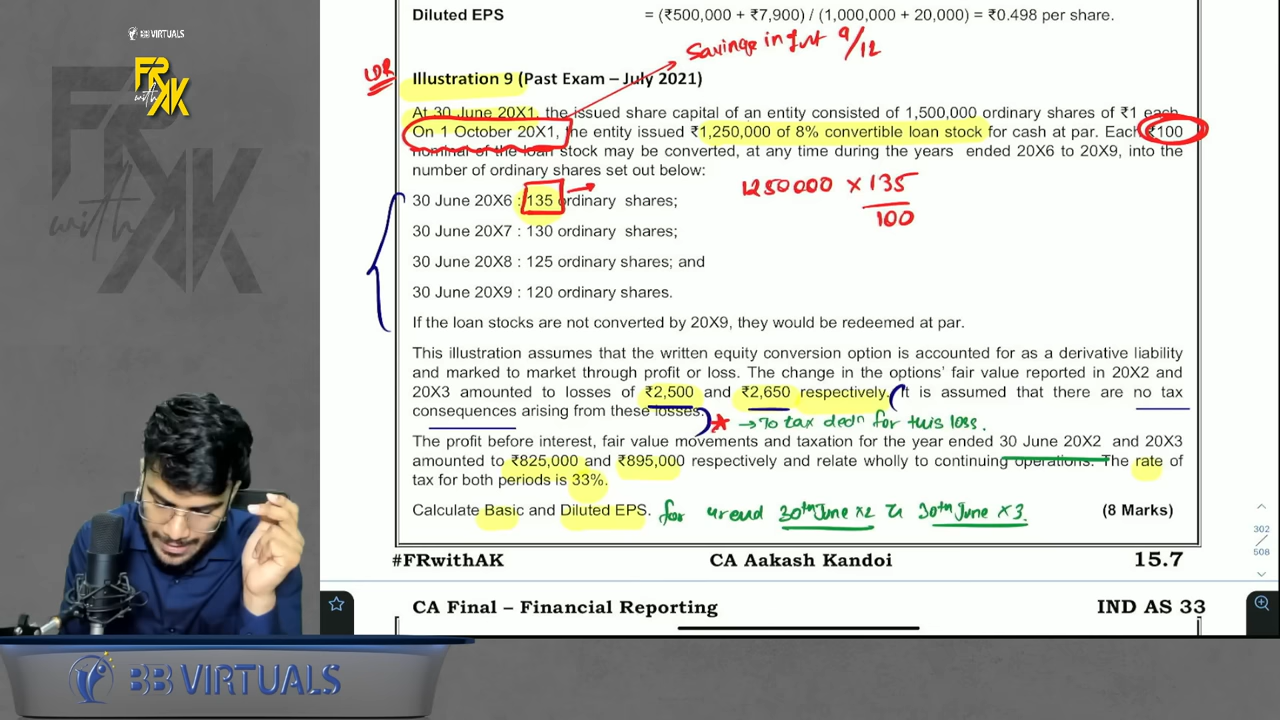 BB VIRTUALS
FR
with
AK
FR
with
AK
Diluted EPS = (₹500,000 + ₹7,900) / (1,000,000 + 20,000) = ₹0.498 per share.
Saving in Int 9/12
LDR
Illustration 9 (Past Exam – July 2021)
At 30 June 20X1, the issued share capital of an entity consisted of 1,500,000 ordinary shares of ₹1 each.
On 1 October 20X1, the entity issued ₹1,250,000 of 8% convertible loan stock for cash at par. Each ₹100
nominal of the loan stock may be converted, at any time during the years ended 20X6 to 20X9, into the
number of ordinary shares set out below:
30 June 20X6 : 135 ordinary shares;
1250000 × 135
100
30 June 20X7 : 130 ordinary shares;
30 June 20X8 : 125 ordinary shares; and
30 June 20X9 : 120 ordinary shares.
If the loan stocks are not converted by 20X9, they would be redeemed at par.
This illustration assumes that the written equity conversion option is accounted for as a derivative liability
and marked to market through profit or loss. The change in the options' fair value reported in 20X2 and
20X3 amounted to losses of ₹2,500 and ₹2,650 respectively. It is assumed that there are no tax
consequences arising from these losses.
→ No tax dedn for this loss.
The profit before interest, fair value movements and taxation for the year ended 30 June 20X2 and 20X3
amounted to ₹825,000 and ₹895,000 respectively and relate wholly to continuing operations. The rate of
tax for both periods is 33%.
Calculate Basic and Diluted EPS. for yrend 30th June x2 & 30th June x3. (8 Marks)
#FRwithAK CA Aakash Kandoi 15.7
302
508
CA Final – Financial Reporting IND AS 33
BB VIRTUALS